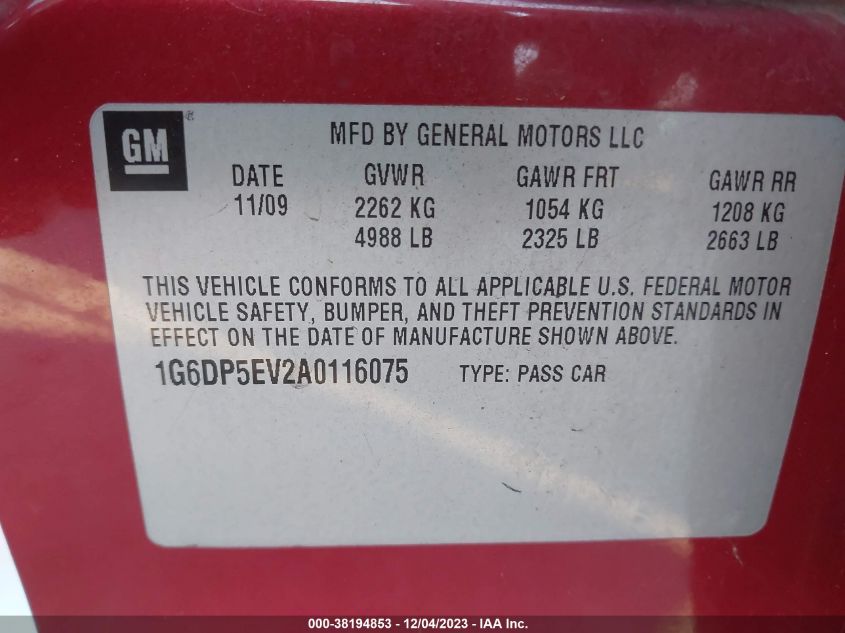 GM ®
MFD BY GENERAL MOTORS LLC
DATE GVWR GAWR FRT GAWR RR
11/09 2262 KG 1054 KG 1208 KG
4988 LB 2325 LB 2663 LB
THIS VEHICLE CONFORMS TO ALL APPLICABLE U.S. FEDERAL MOTOR
VEHICLE SAFETY, BUMPER, AND THEFT PREVENTION STANDARDS IN
EFFECT ON THE DATE OF MANUFACTURE SHOWN ABOVE.
1G6DP5EV2A0116075 TYPE: PASS CAR
000-38194853 - 12/04/2023 - IAA Inc.